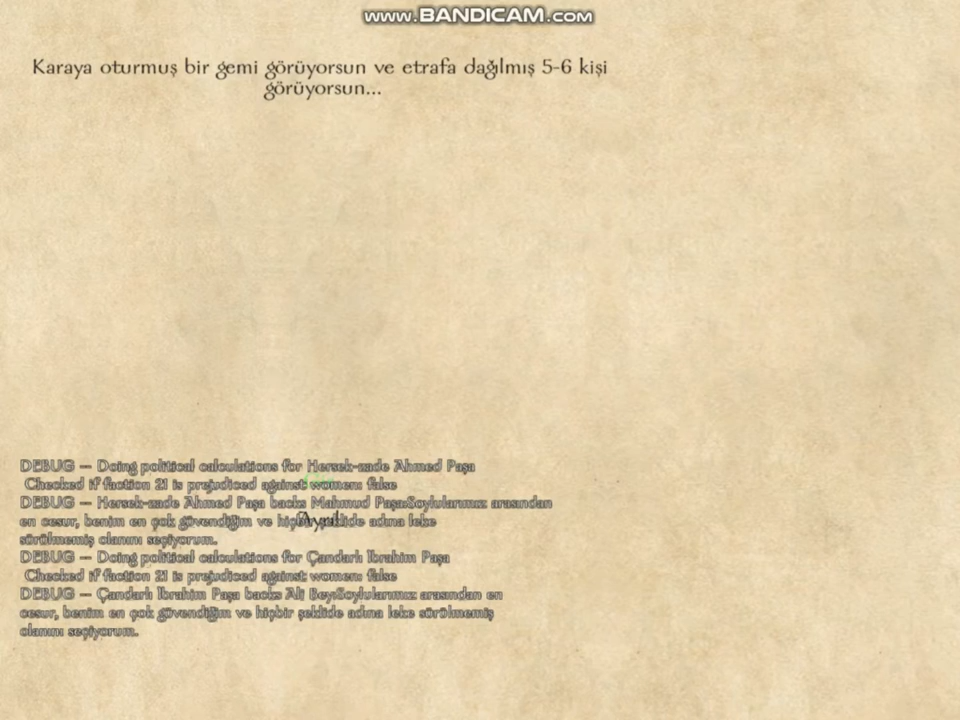 www.BANDICAM.com
Karaya oturmuş bir gemi görüyorsun ve etrafa dağılmış 5-6 kişi
görüyorsun...
DEBUG -- Doing political calculations for Hersek-zade Ahmed Paşa
Checked if faction 21 is prejudiced against women: false
DEBUG -- Hersek-zade Ahmed Paşa backs Mahmud Paşa:Soylularımız arasından
en cesur, benim en çok güvendiğim ve hiçbir şekilde adına leke
sürülmemiş olanını seçiyorum.
DEBUG -- Doing political calculations for Çandarlı İbrahim Paşa
Checked if faction 21 is prejudiced against women: false
DEBUG -- Çandarlı İbrahim Paşa backs Ali Bey:Soylularımız arasından en
cesur, benim en çok güvendiğim ve hiçbir şekilde adına leke sürülmemiş
olanını seçiyorum.